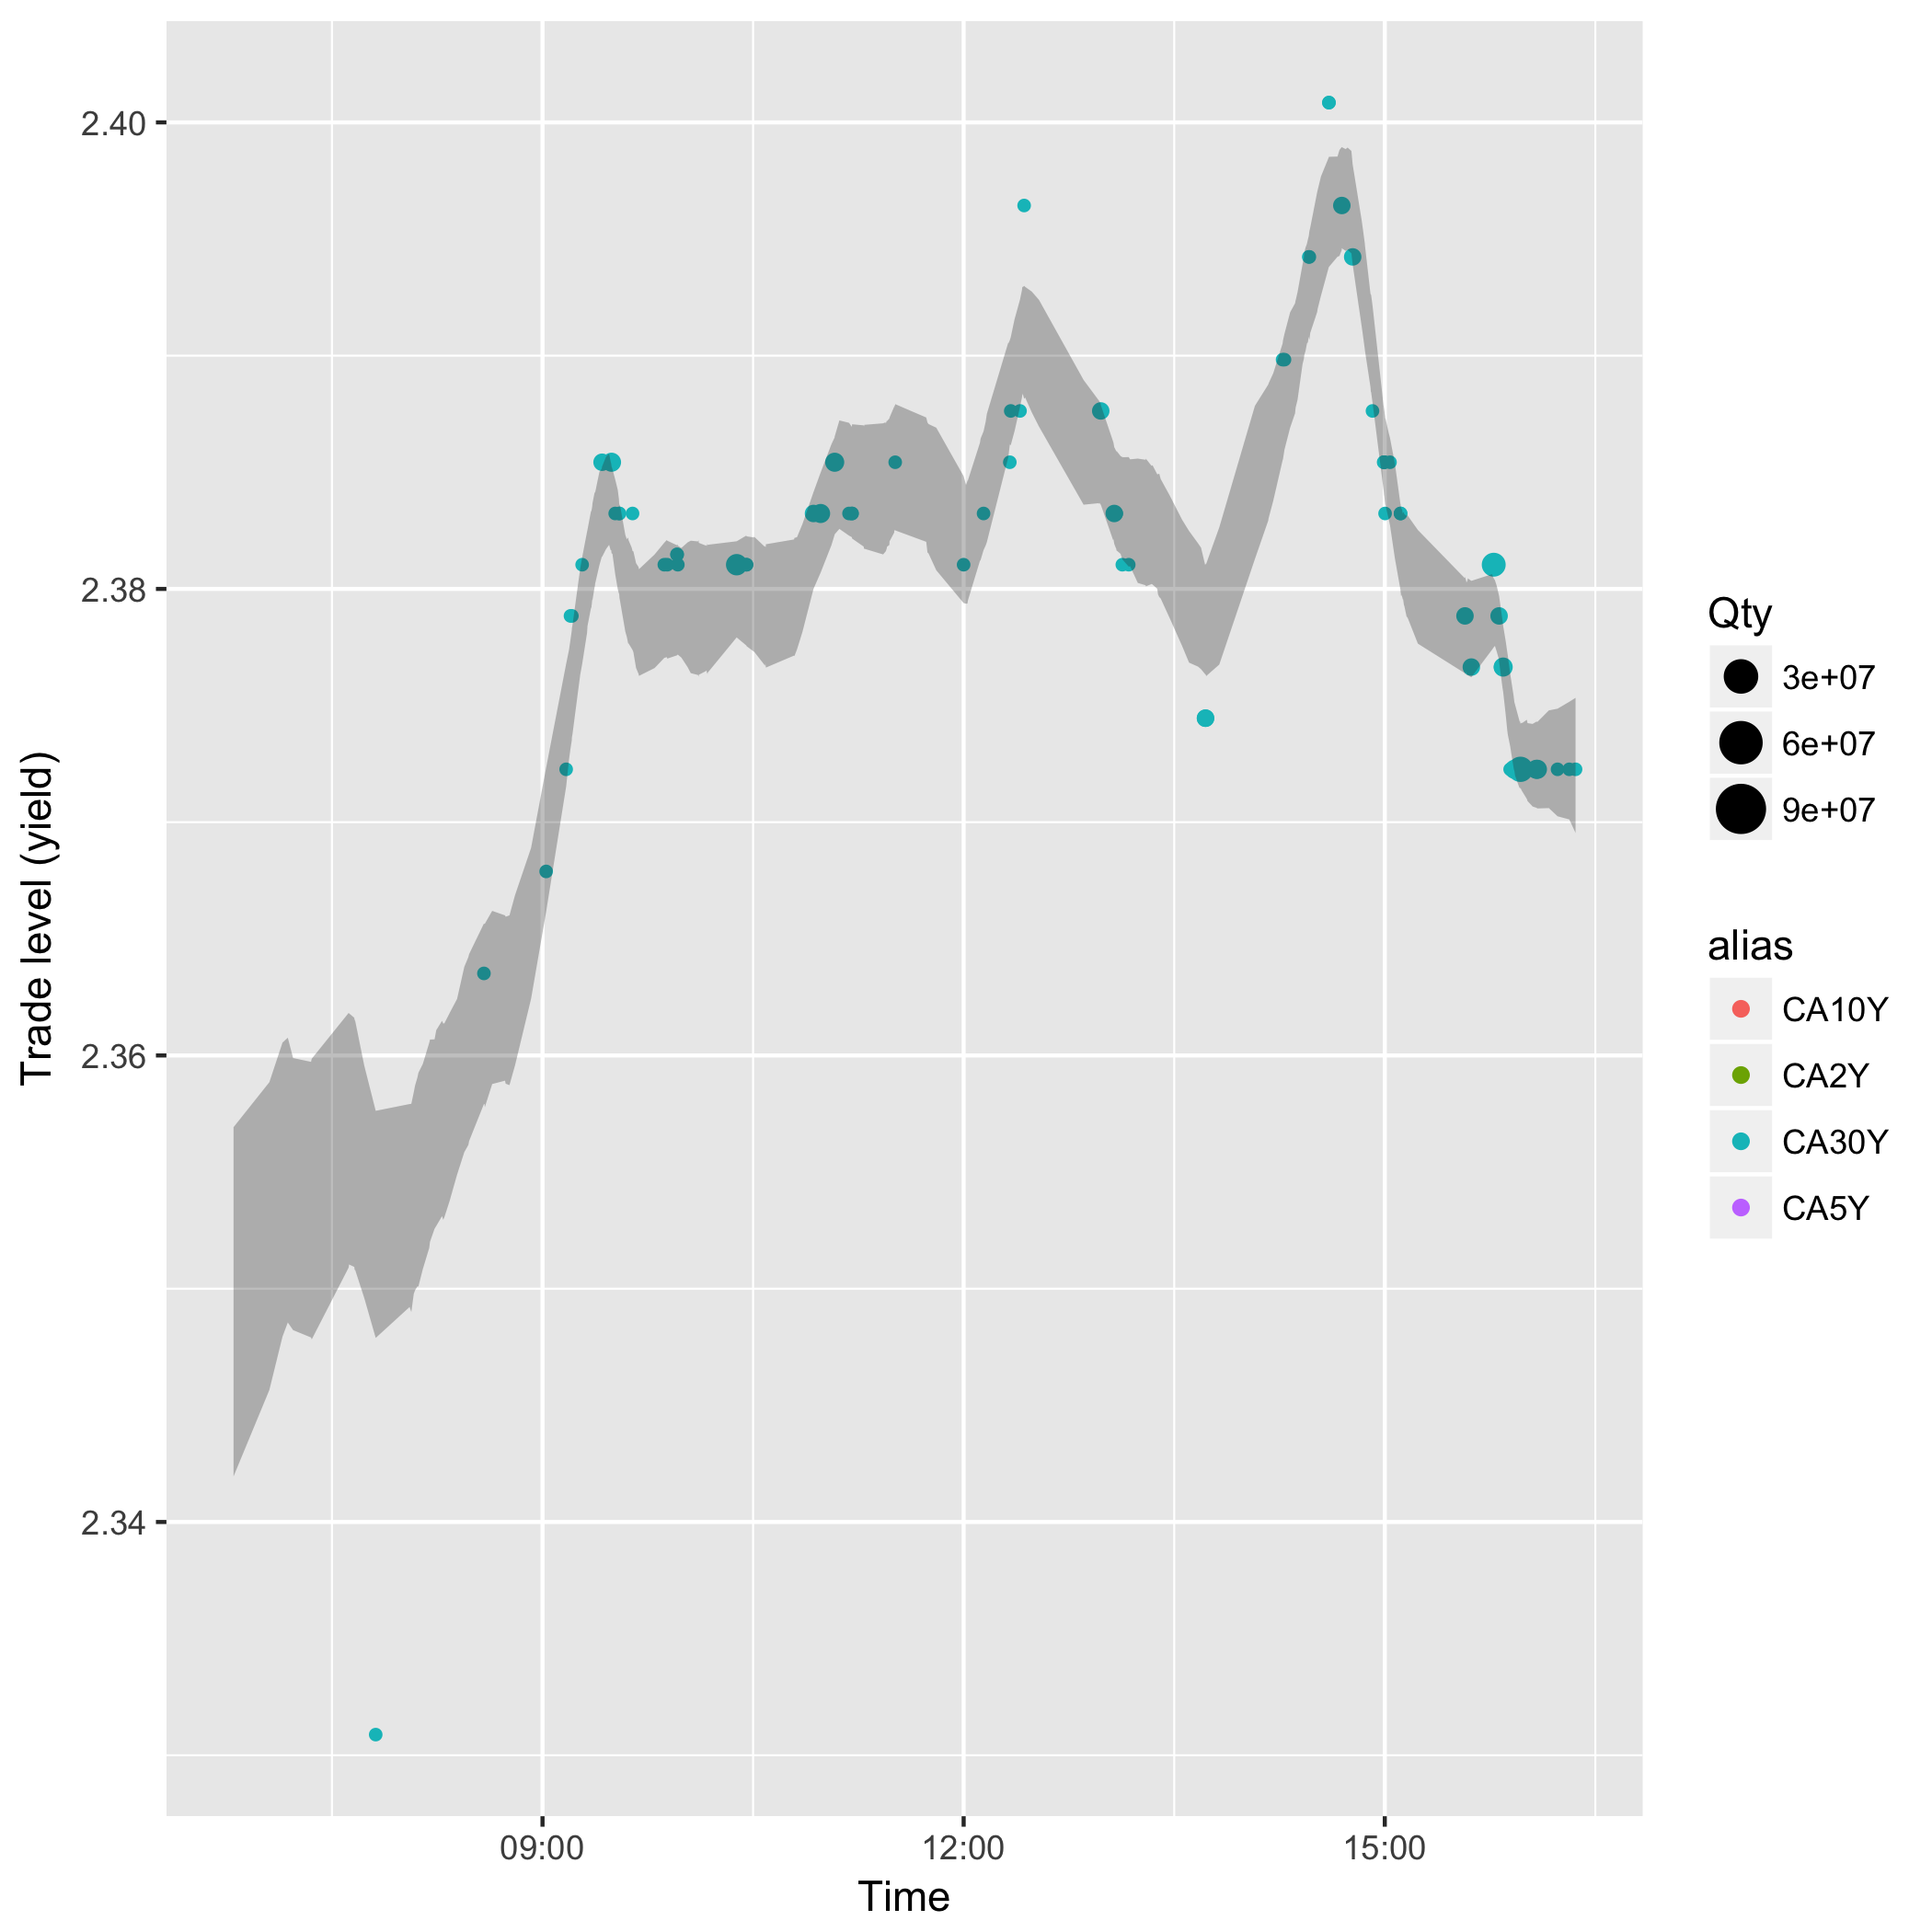 Trade level (yield)
2.40
2.38
2.36
2.34
09:00
12:00
15:00
Time
Qty
3e+07
6e+07
9e+07
alias
CA10Y
CA2Y
CA30Y
CA5Y